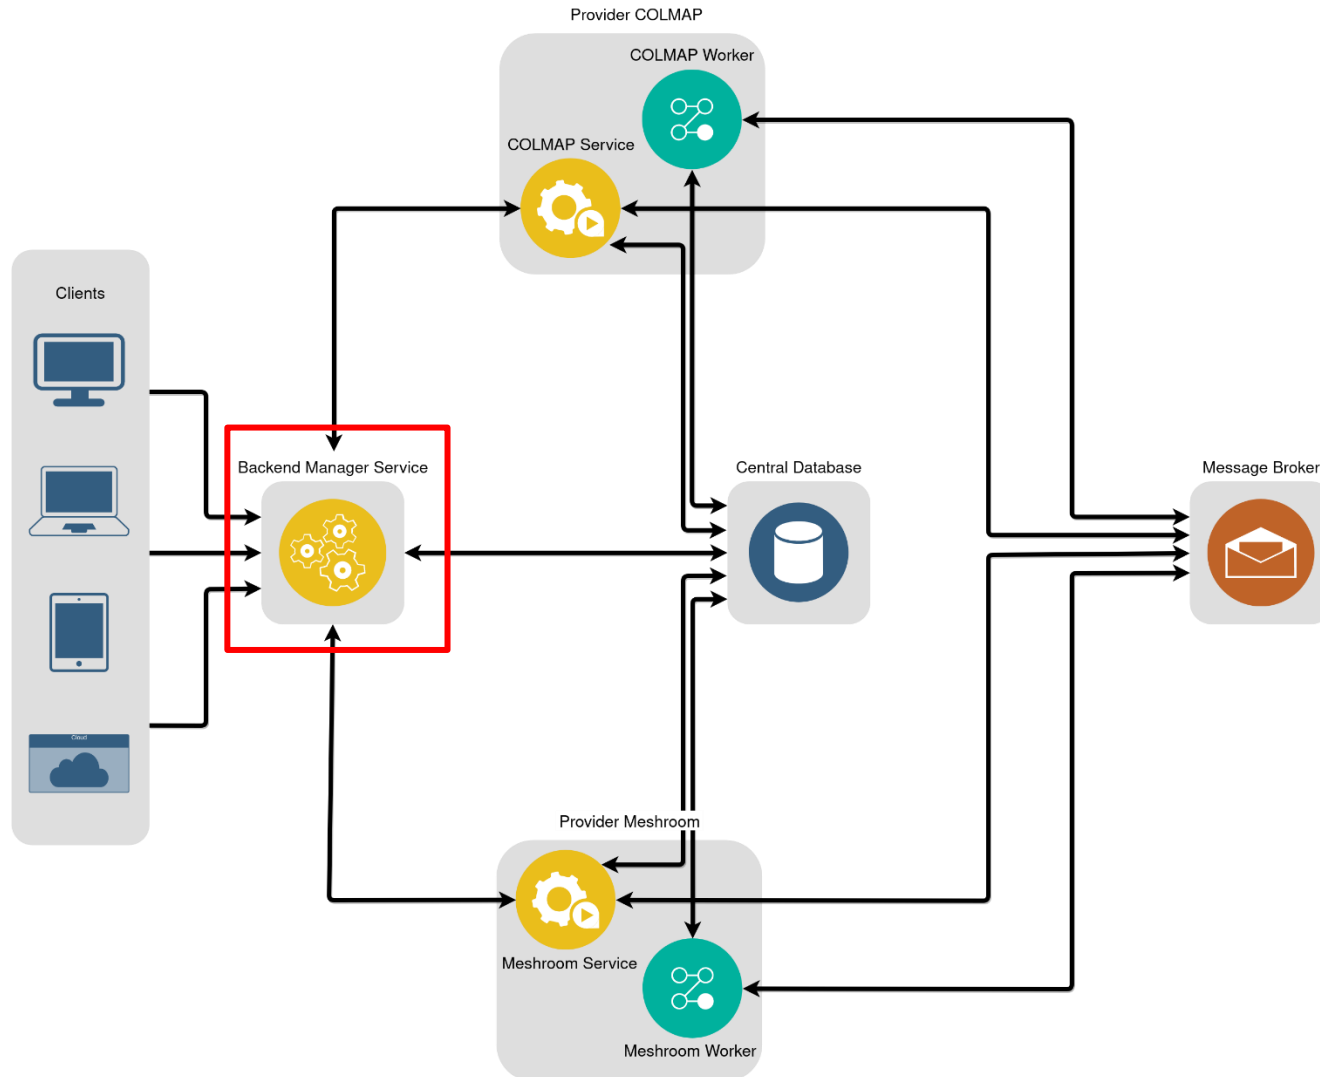 Provider COLMAP
COLMAP Worker
COLMAP Service
Clients
Backend Manager Service
Central Database
Message Broker
Cloud
Provider Meshroom
Meshroom Service
Meshroom Worker